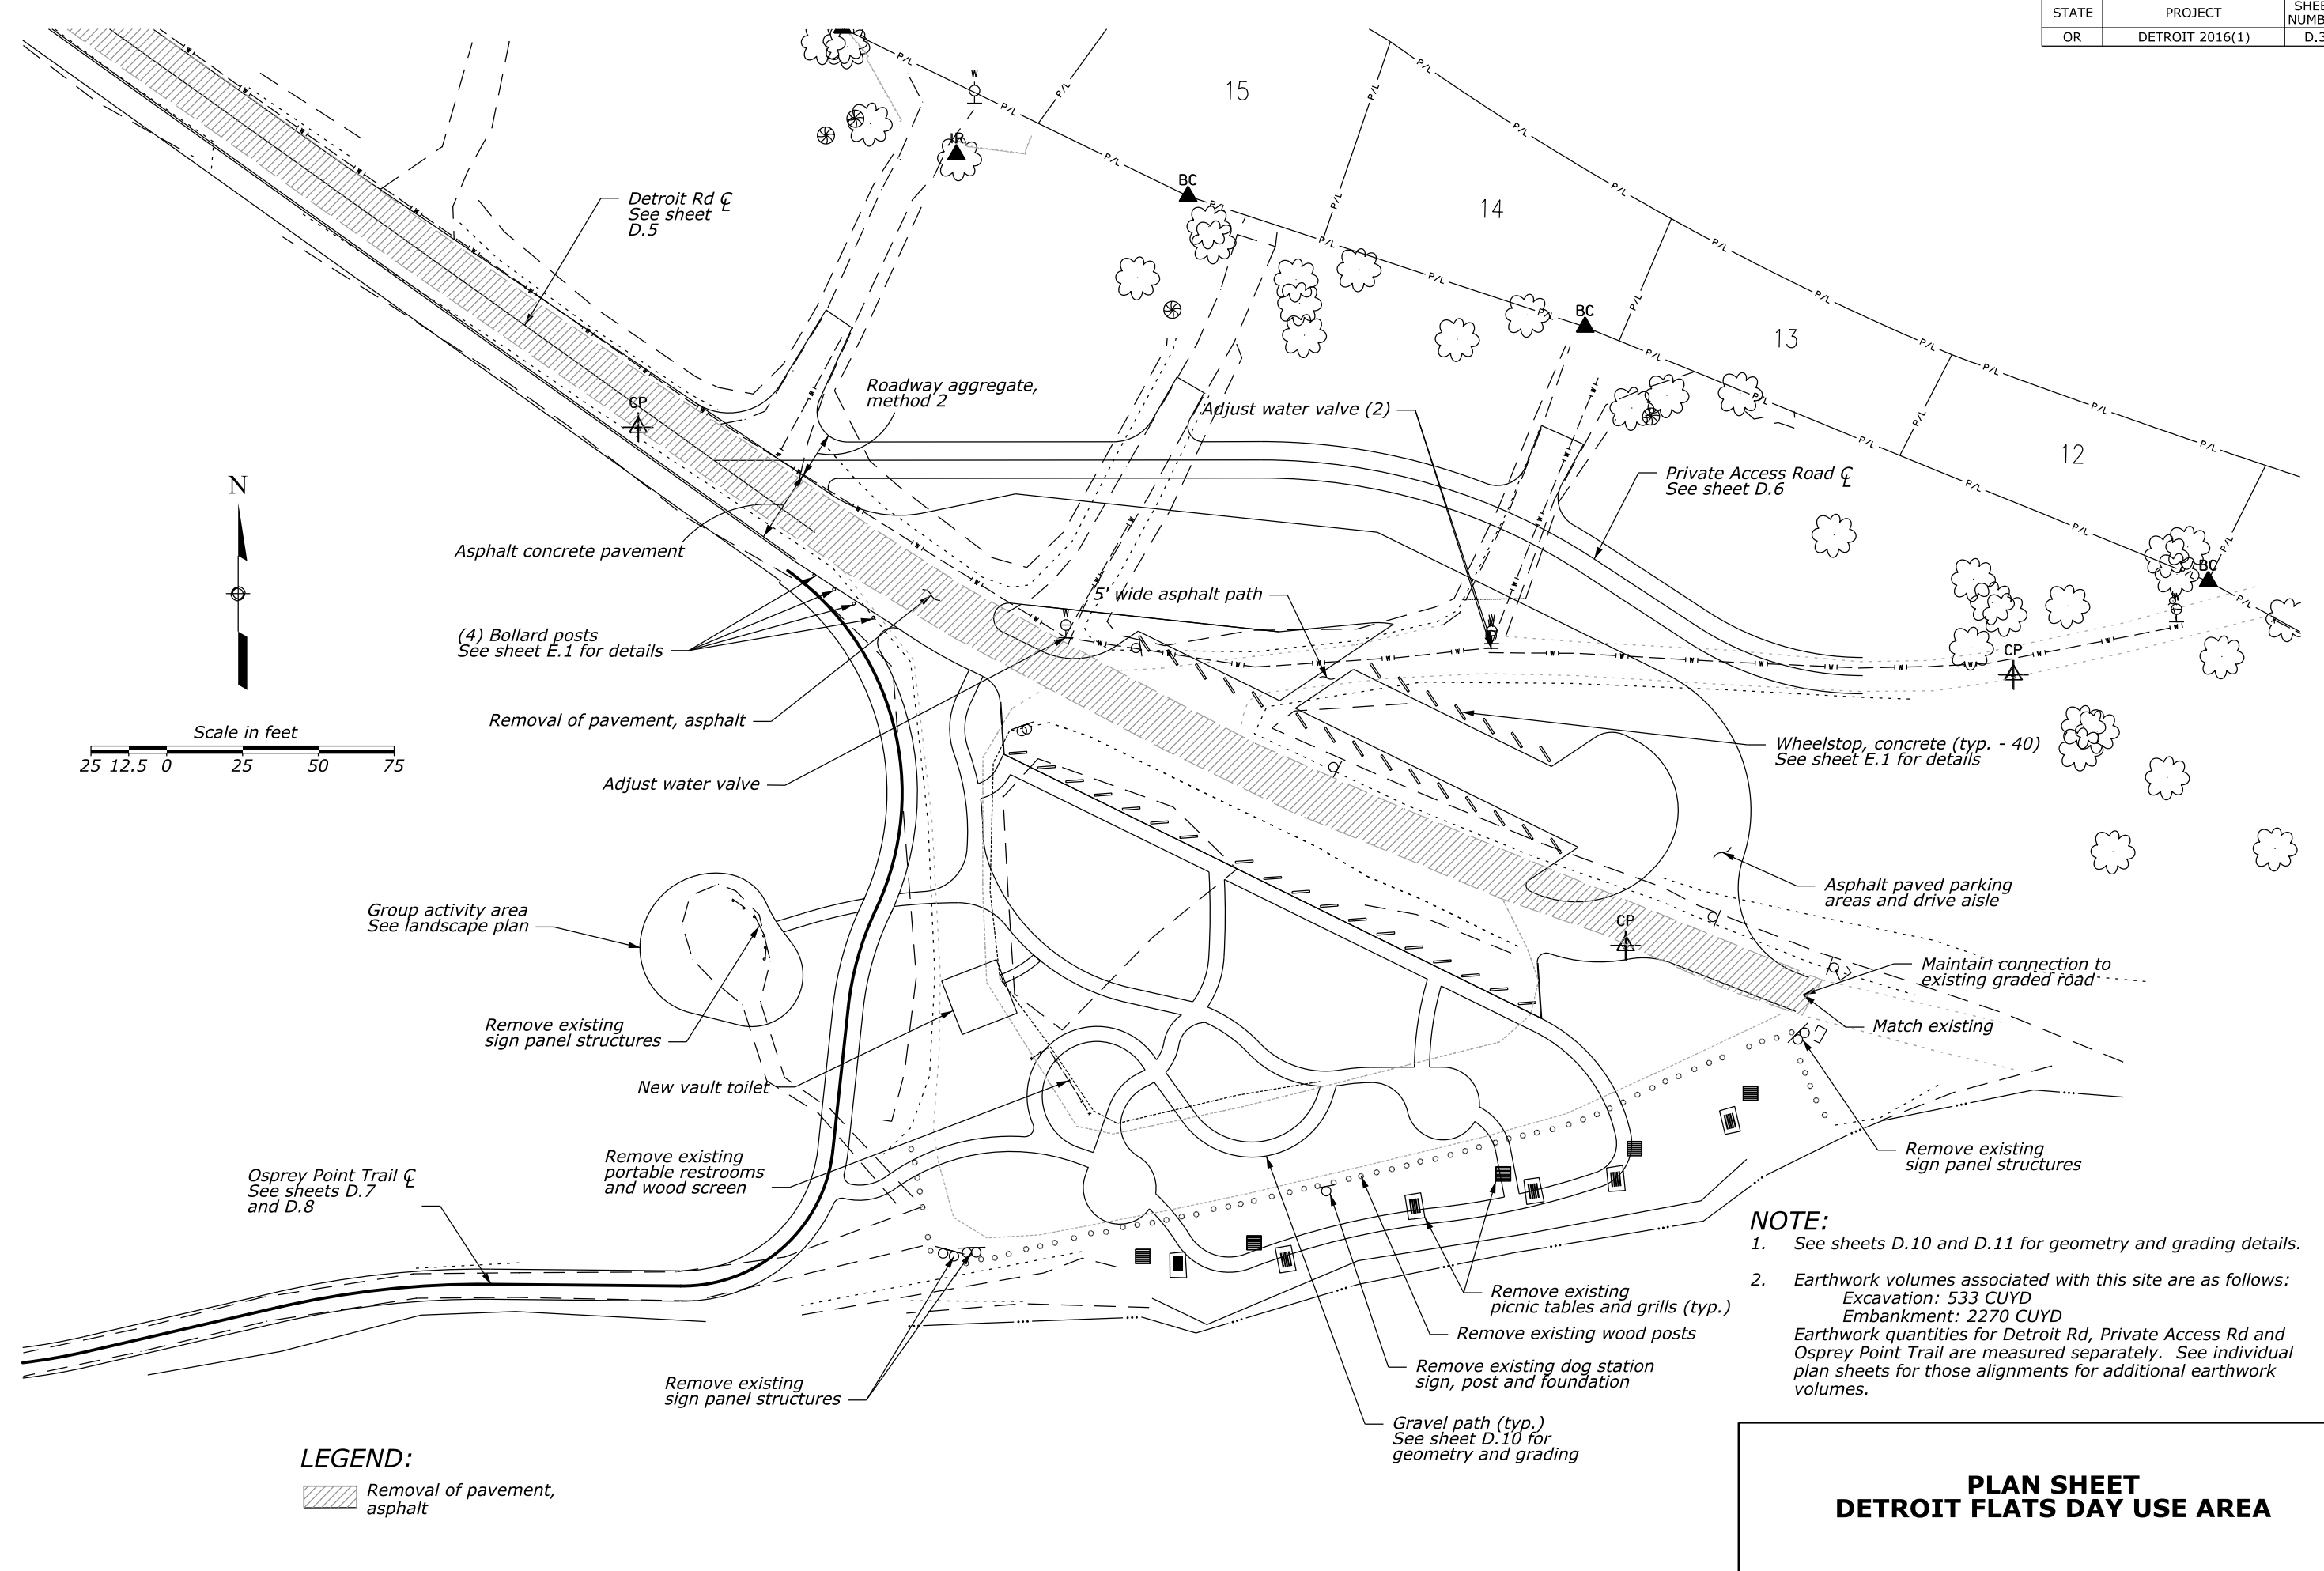 STATE
PROJECT
OR
DETROIT 2016(1)
15
14
13
12
P/L
W
IR
BC
BC
BC
CP
CP
CP
Detroit Rd ℄
See sheet
D.5
Roadway aggregate,
method 2
Adjust water valve (2)
Private Access Road ℄
See sheet D.6
N
Asphalt concrete pavement
5' wide asphalt path
(4) Bollard posts
See sheet E.1 for details
Removal of pavement, asphalt
Scale in feet
25 12.5 0 25 50 75
Wheelstop, concrete (typ. - 40)
See sheet E.1 for details
Adjust water valve
Asphalt paved parking
areas and drive aisle
Group activity area
See landscape plan
Maintain connection to
existing graded road
Remove existing
sign panel structures
Match existing
New vault toilet
Remove existing
portable restrooms
and wood screen
Remove existing
sign panel structures
Osprey Point Trail ℄
See sheets D.7
and D.8
Remove existing
picnic tables and grills (typ.)
Remove existing wood posts
Remove existing dog station
sign, post and foundation
Remove existing
sign panel structures
Gravel path (typ.)
See sheet D.10 for
geometry and grading
NOTE:
1. See sheets D.10 and D.11 for geometry and grading details.
2. Earthwork volumes associated with this site are as follows:
Excavation: 533 CUYD
Embankment: 2270 CUYD
Earthwork quantities for Detroit Rd, Private Access Rd and
Osprey Point Trail are measured separately. See individual
plan sheets for those alignments for additional earthwork
volumes.
LEGEND:
Removal of pavement,
asphalt
PLAN SHEET
DETROIT FLATS DAY USE AREA